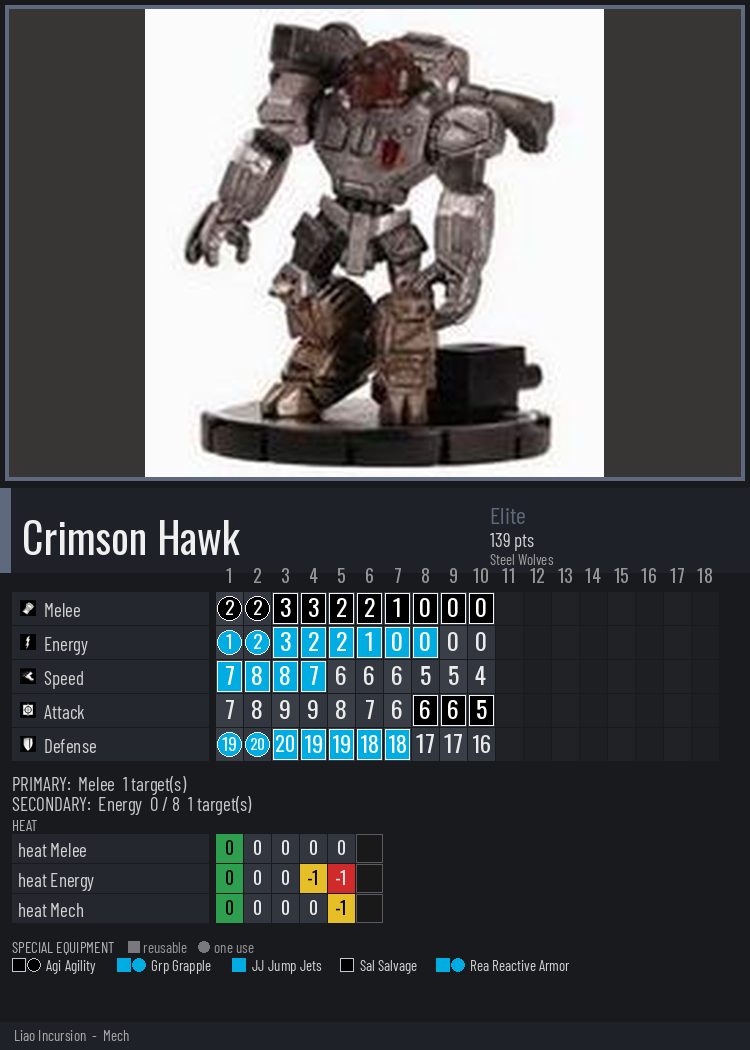 Crimson Hawk
Elite
139 pts
Steel Wolves
1 2 3 4 5 6 7 8 9 10 11 12 13 14 15 16 17 18
Melee 2 2 3 3 2 2 1 0 0 0
Energy 1 2 3 2 2 1 0 0 0 0
Speed 7 8 8 7 6 6 6 5 5 4
Attack 7 8 9 9 8 7 6 6 6 5
Defense 19 20 20 19 19 18 18 17 17 16
PRIMARY: Melee 1 target(s)
SECONDARY: Energy 0 / 8 1 target(s)
HEAT
heat Melee 0 0 0 0 0
heat Energy 0 0 0 -1 -1
heat Mech 0 0 0 0 -1
SPECIAL EQUIPMENT reusable one use
Agi Agility Grp Grapple JJ Jump Jets Sal Salvage Rea Reactive Armor
Liao Incursion - Mech